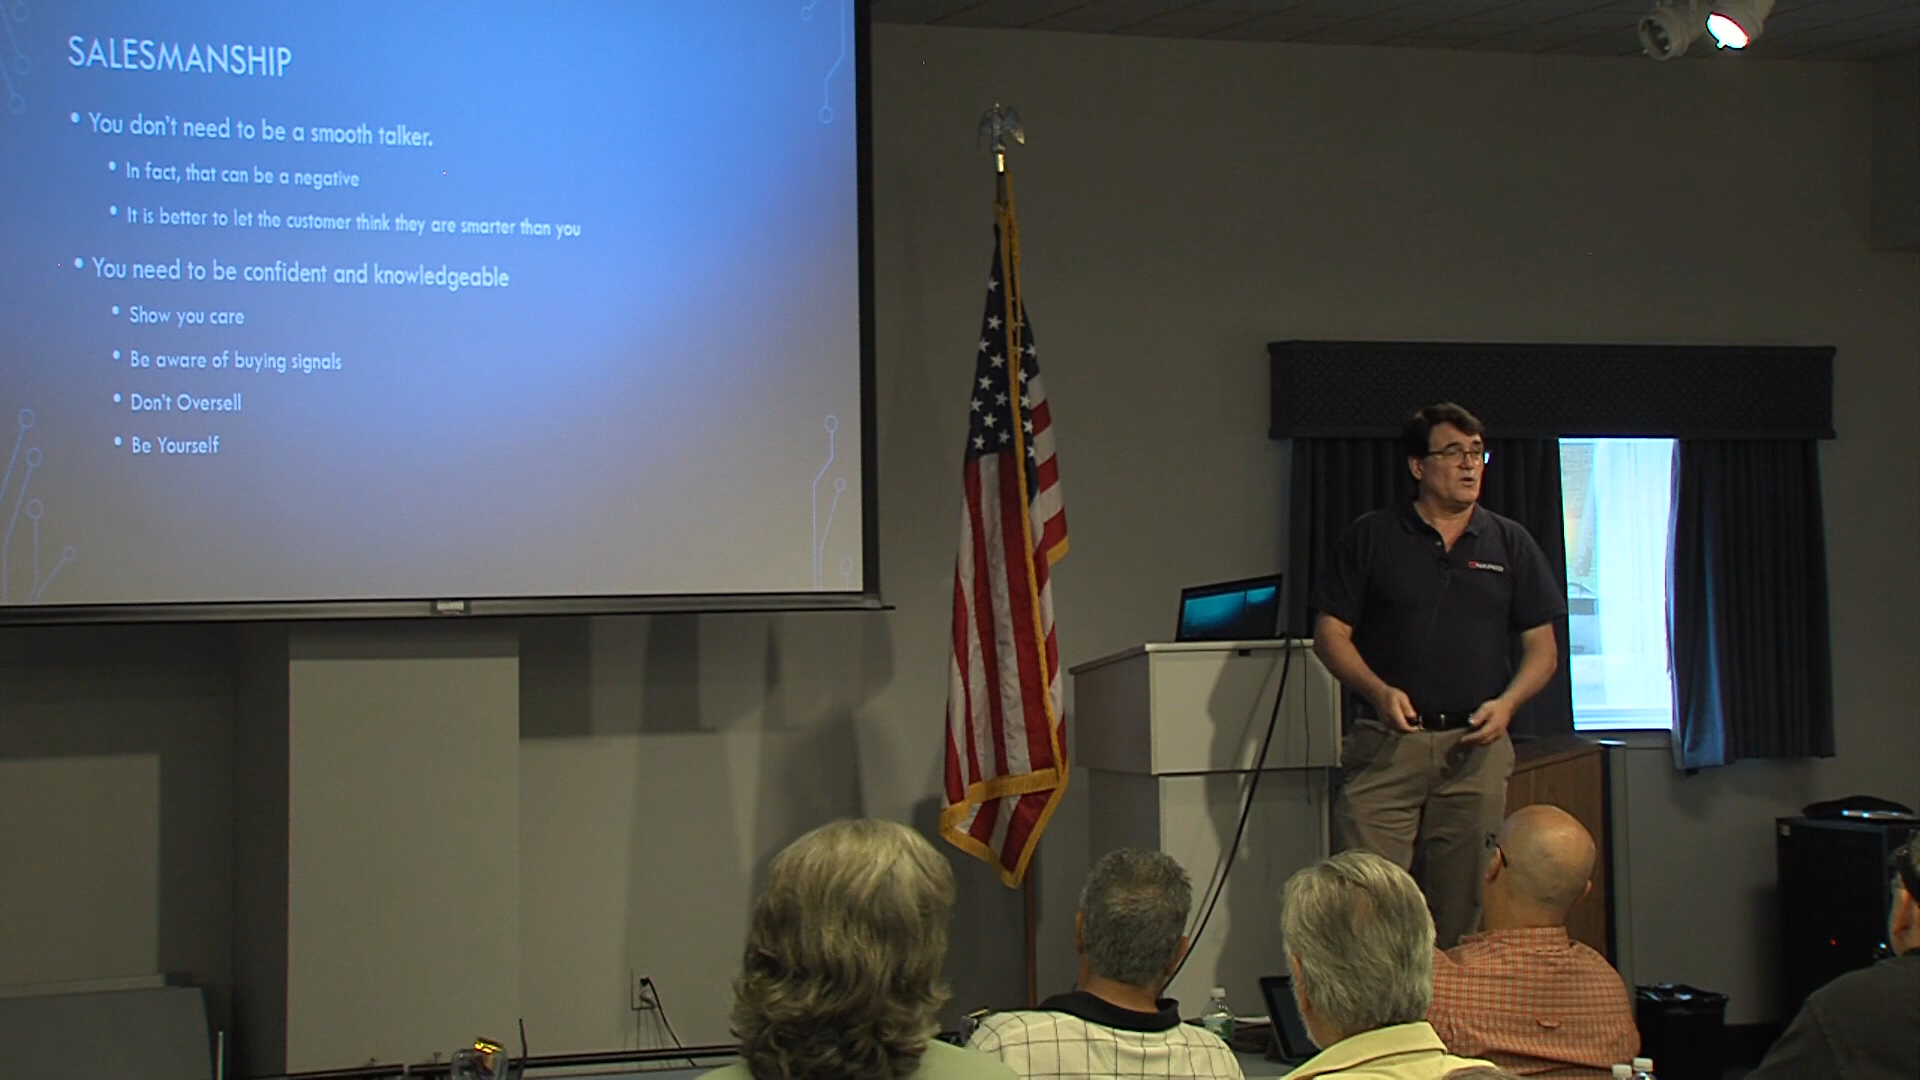 SALESMANSHIP
• You don't need to be a smooth talker.
• In fact, that can be a negative
• It is better to let the customer think they are smarter than you
• You need to be confident and knowledgeable
• Show you care
• Be aware of buying signals
• Don't Oversell
• Be Yourself
NAPCO